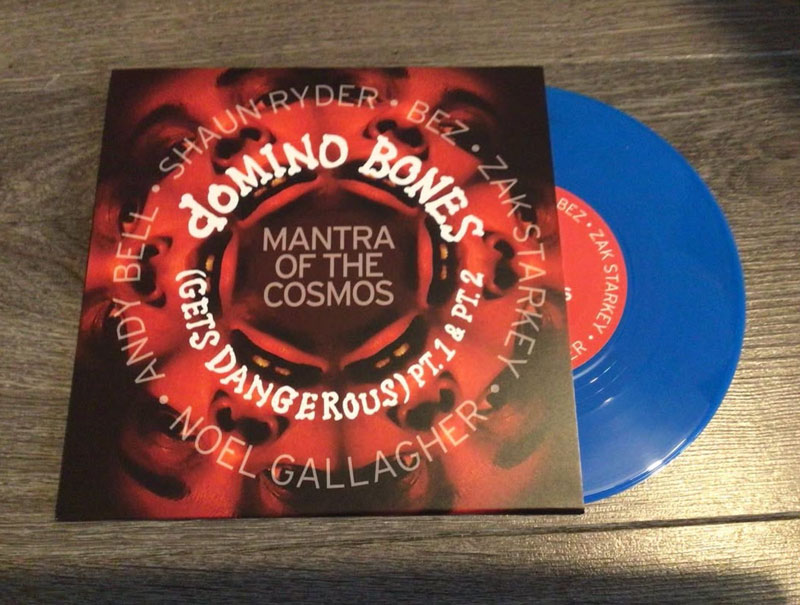 SHAUN RYDER • BEZ • ZAK STARKEY • NOEL GALLAGHER • ANDY BELL •
dOMINO BONES
(GETS DANGEROUS) PT. 1 & PT. 2
MANTRA
OF THE
COSMOS
BEZ • ZAK STARKEY •